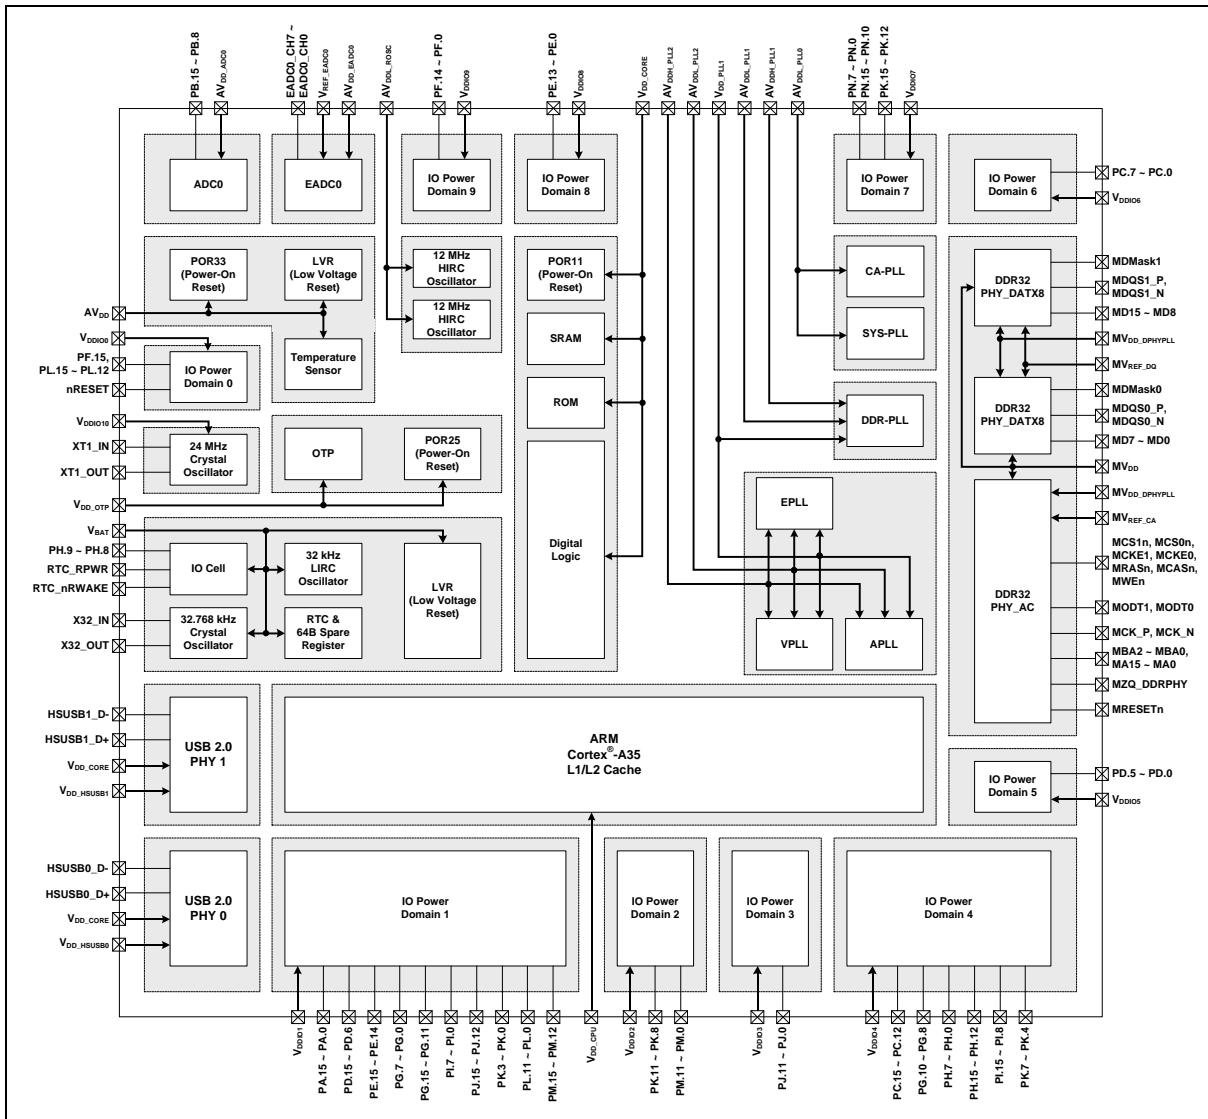 PB.15 ~ PB.8
AVDD_ADC0
EADC0_CH7 ~
EADC0_CH0
VREF_EADC0
AVDD_EADC0
AVDDL_ROSC
PF.14 ~ PF.0
VDDIO9
PE.13 ~ PE.0
VDDIO8
VDD_CORE
AVDDH_PLL2
AVDDL_PLL2
VDD_PLL1
AVDDL_PLL1
AVDDH_PLL1
AVDDL_PLL0
PN.7 ~ PN.0
PN.15 ~ PN.10
PK.15 ~ PK.12
VDDIO7
ADC0
EADC0
IO Power
Domain 9
IO Power
Domain 8
IO Power
Domain 7
IO Power
Domain 6
PC.7 ~ PC.0
VDDIO6
POR33
(Power-On
Reset)
LVR
(Low Voltage
Reset)
Temperature
Sensor
12 MHz
HIRC
Oscillator
12 MHz
HIRC
Oscillator
POR11
(Power-On
Reset)
SRAM
ROM
Digital
Logic
CA-PLL
SYS-PLL
DDR-PLL
EPLL
VPLL
APLL
DDR32
PHY_DATX8
DDR32
PHY_DATX8
DDR32
PHY_AC
MDMask1
MDQS1_P,
MDQS1_N
MD15 ~ MD8
MVDD_DPHYPLL
MVREF_DQ
MDMask0
MDQS0_P,
MDQS0_N
MD7 ~ MD0
MVDD
MVDD_DPHYPLL
MVREF_CA
MCS1n, MCS0n,
MCKE1, MCKE0,
MRASn, MCASn,
MWEn
MODT1, MODT0
MCK_P, MCK_N
MBA2 ~ MBA0,
MA15 ~ MA0
MZQ_DDRPHY
MRESETn
AVDD
VDDIO0
PF.15,
PL.15 ~ PL.12
nRESET
IO Power
Domain 0
VDDIO10
XT1_IN
XT1_OUT
24 MHz
Crystal
Oscillator
OTP
POR25
(Power-On
Reset)
VDD_OTP
VBAT
PH.9 ~ PH.8
RTC_RPWR
RTC_nRWAKE
X32_IN
X32_OUT
IO Cell
32 kHz
LIRC
Oscillator
32.768 kHz
Crystal
Oscillator
RTC &
64B Spare
Register
LVR
(Low Voltage
Reset)
HSUSB1_D-
HSUSB1_D+
VDD_CORE
VDD_HSUSB1
USB 2.0
PHY 1
ARM
Cortex®-A35
L1/L2 Cache
IO Power
Domain 5
PD.5 ~ PD.0
VDDIO5
HSUSB0_D-
HSUSB0_D+
VDD_CORE
VDD_HSUSB0
USB 2.0
PHY 0
IO Power
Domain 1
IO Power
Domain 2
IO Power
Domain 3
IO Power
Domain 4
VDDIO1
PA.15 ~ PA.0
PD.15 ~ PD.6
PE.15 ~ PE.14
PG.7 ~ PG.0
PG.15 ~ PG.11
PI.7 ~ PI.0
PJ.15 ~ PJ.12
PK.3 ~ PK.0
PL.11 ~ PL.0
PM.15 ~ PM.12
VDD_CPU
VDDIO2
PK.11 ~ PK.8
PM.11 ~ PM.0
VDDIO3
PJ.11 ~ PJ.0
VDDIO4
PC.15 ~ PC.12
PG.10 ~ PG.8
PH.7 ~ PH.0
PH.15 ~ PH.12
PI.15 ~ PI.8
PK.7 ~ PK.4